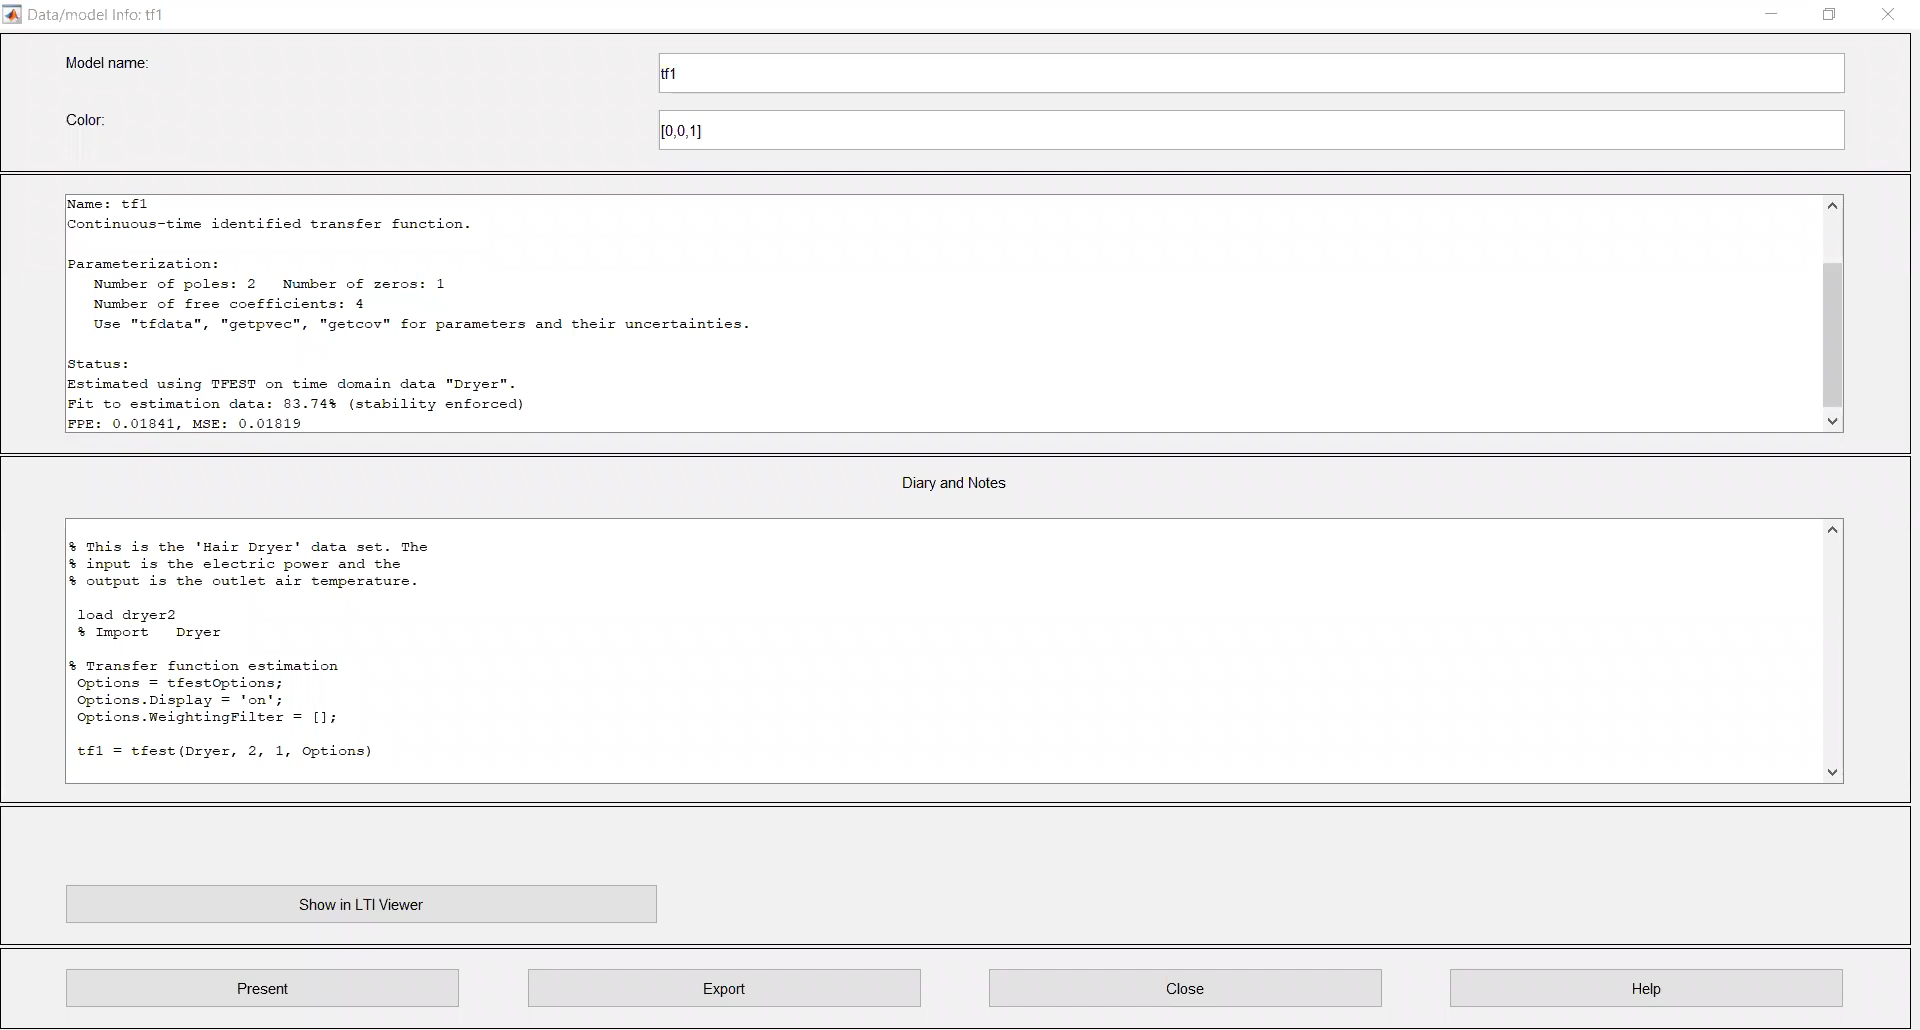 Data/model Info: tf1
Model name:
tf1
Color:
[0,0,1]
Name: tf1
Continuous-time identified transfer function.
Parameterization:
Number of poles: 2   Number of zeros: 1
Number of free coefficients: 4
Use "tfdata", "getpvec", "getcov" for parameters and their uncertainties.
Status:
Estimated using TFEST on time domain data "Dryer".
Fit to estimation data: 83.74% (stability enforced)
FPE: 0.01841, MSE: 0.01819
Diary and Notes
% This is the 'Hair Dryer' data set. The
% input is the electric power and the
% output is the outlet air temperature.
load dryer2
% Import   Dryer
% Transfer function estimation
Options = tfestOptions;
Options.Display = 'on';
Options.WeightingFilter = [];
tf1 = tfest(Dryer, 2, 1, Options)
Show in LTI Viewer
Present
Export
Close
Help